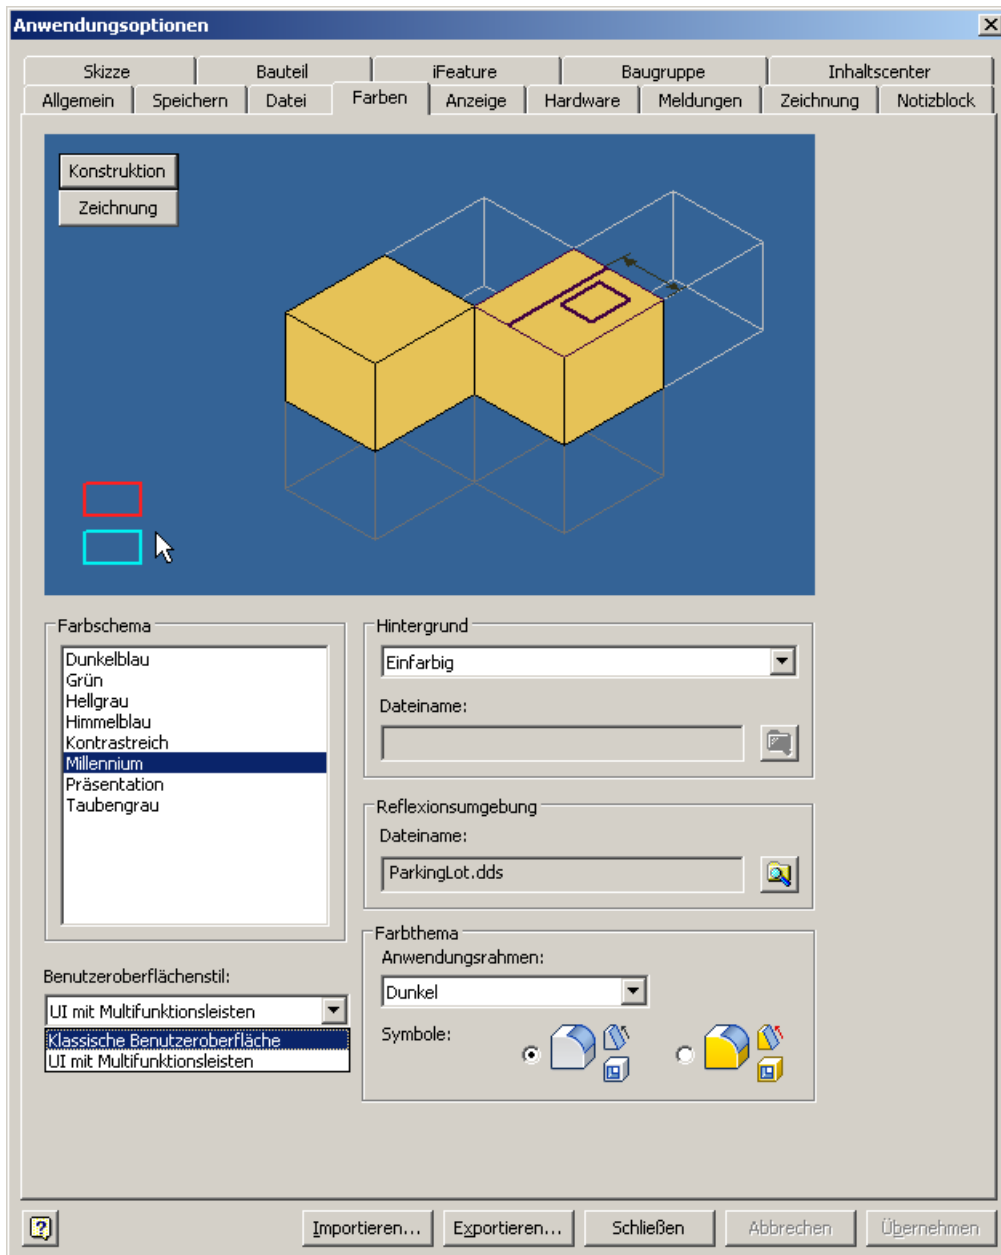 Anwendungsoptionen
Skizze Bauteil iFeature Baugruppe Inhaltscenter
Allgemein Speichern Datei Farben Anzeige Hardware Meldungen Zeichnung Notizblock
Konstruktion
Zeichnung
Farbschema
Dunkelblau
Grün
Hellgrau
Himmelblau
Kontrastreich
Millennium
Präsentation
Taubengrau
Benutzeroberflächenstil:
UI mit Multifunktionsleisten
Klassische Benutzeroberfläche
UI mit Multifunktionsleisten
Hintergrund
Einfarbig
Dateiname:
Reflexionsumgebung
Dateiname:
ParkingLot.dds
Farbthema
Anwendungsrahmen:
Dunkel
Symbole:
Importieren... Exportieren... Schließen Abbrechen Übernehmen